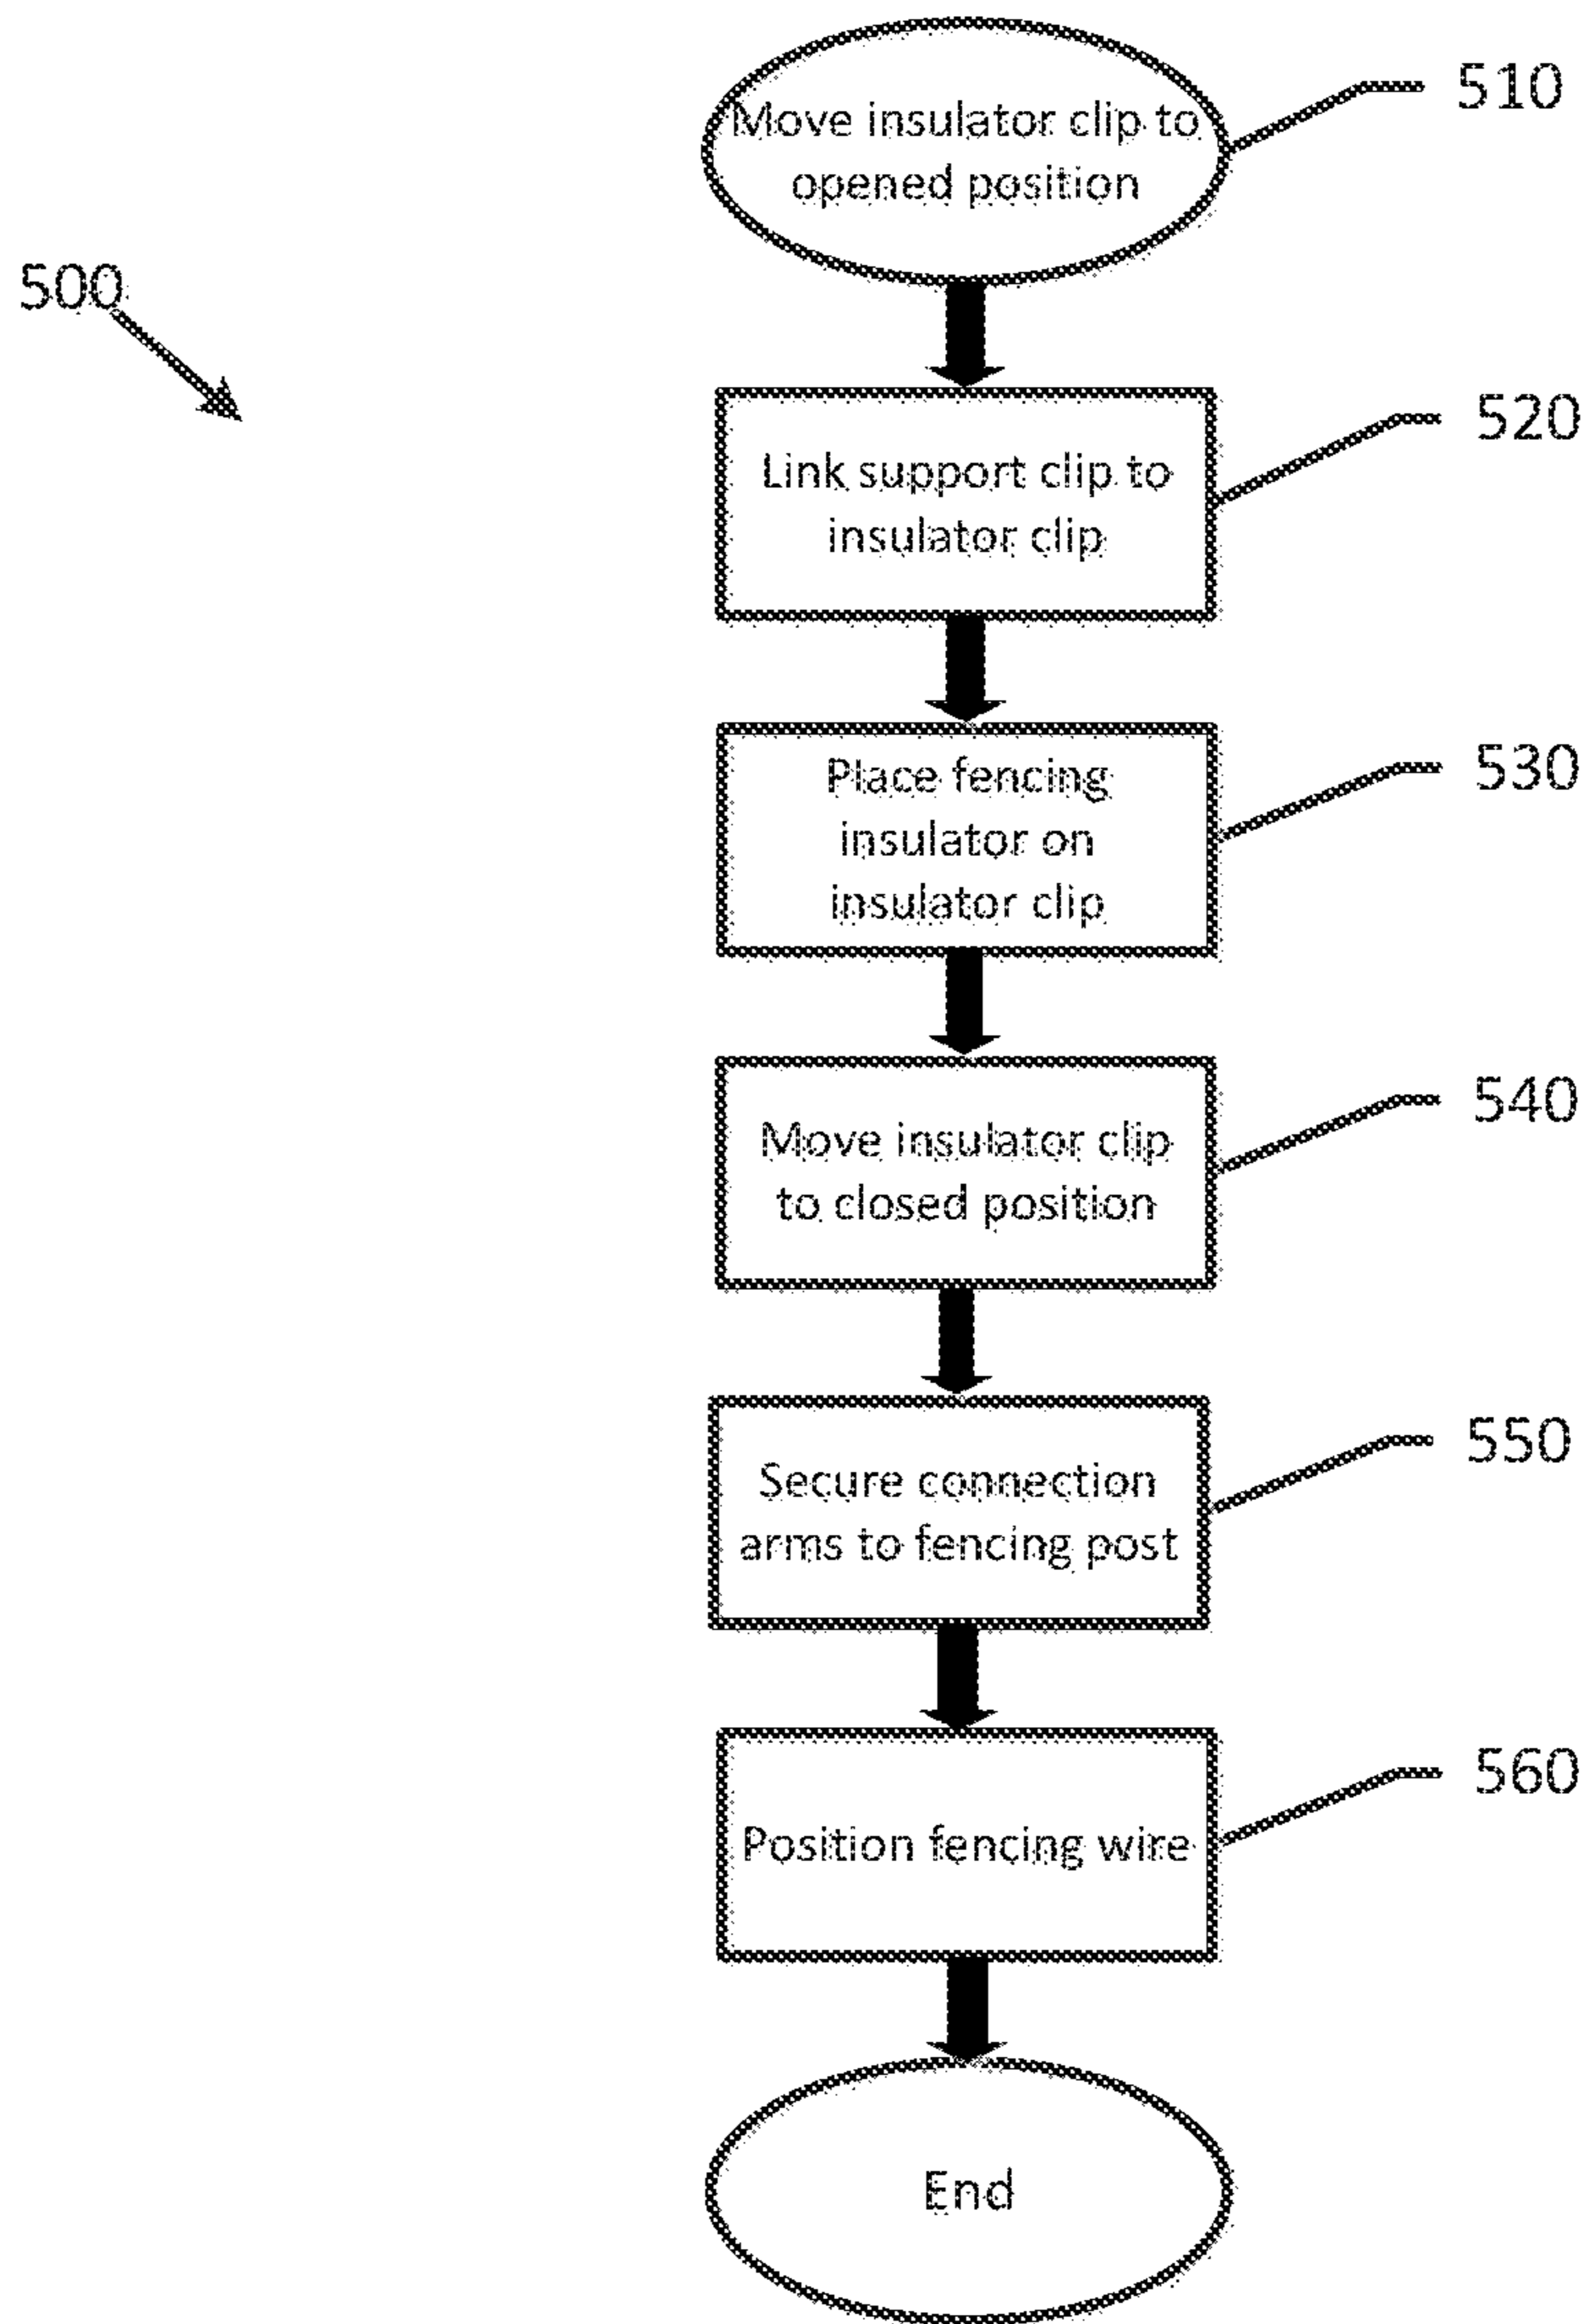 Move insulator clip to
opened position
510
500
Link support clip to
insulator clip
520
Place fencing
insulator on
insulator clip
530
Move insulator clip
to closed position
540
Secure connection
arms to fencing post
550
Position fencing wire
560
End